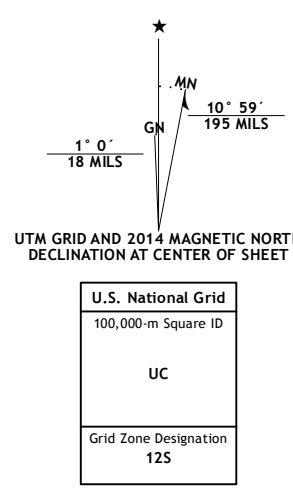 ★
MN
GN
10° 59´
195 MILS
1° 0´
18 MILS
UTM GRID AND 2014 MAGNETIC NORT
DECLINATION AT CENTER OF SHEET
U.S. National Grid
100,000-m Square ID
UC
Grid Zone Designation
12S